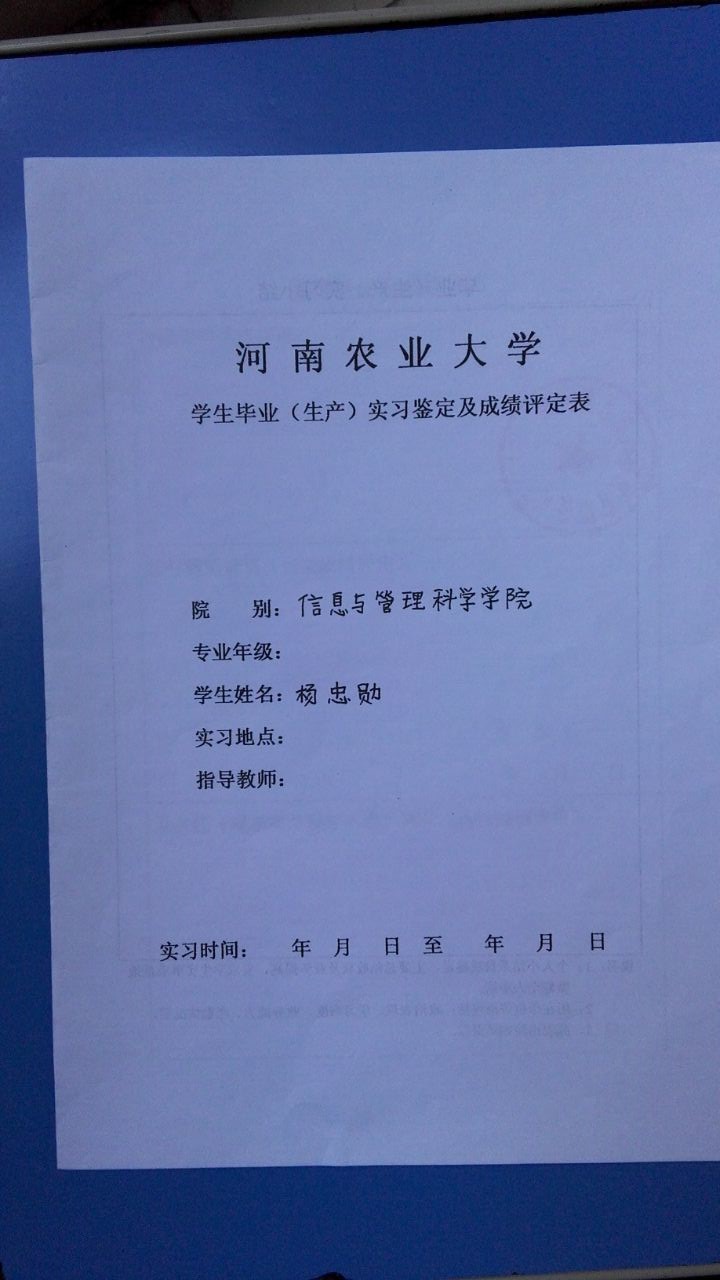 河南农业大学
学生毕业（生产）实习鉴定及成绩评定表
院 别：信息与管理科学学院
专业年级：
学生姓名：杨忠勋
实习地点：
指导教师：
实习时间： 年 月 日 至 年 月 日